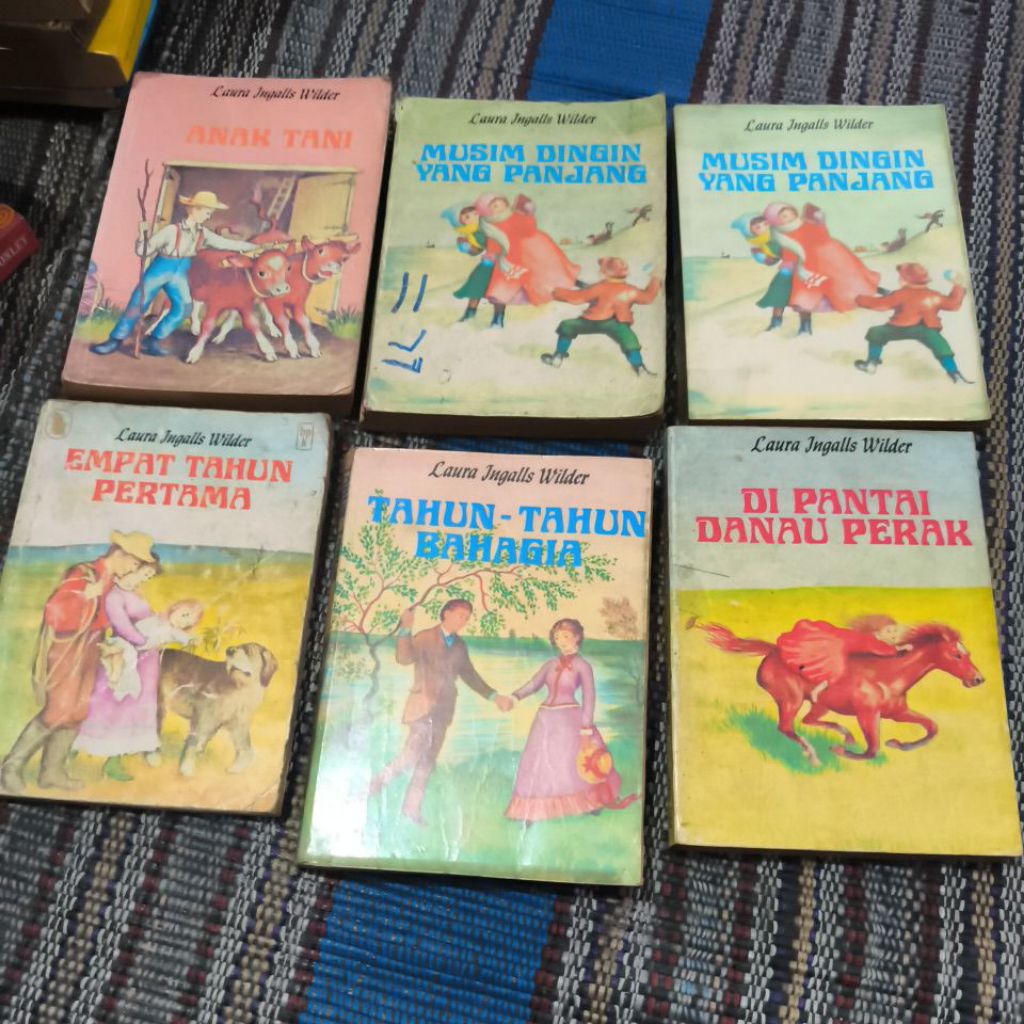 Laura Ingalls Wilder
ANAK TANI
Laura Ingalls Wilder
MUSIM DINGIN
YANG PANJANG
Laura Ingalls Wilder
MUSIM DINGIN
YANG PANJANG
Laura Ingalls Wilder
EMPAT TAHUN
PERTAMA
Laura Ingalls Wilder
TAHUN-TAHUN
BAHAGIA
Laura Ingalls Wilder
DI PANTAI
DANAU PERAK